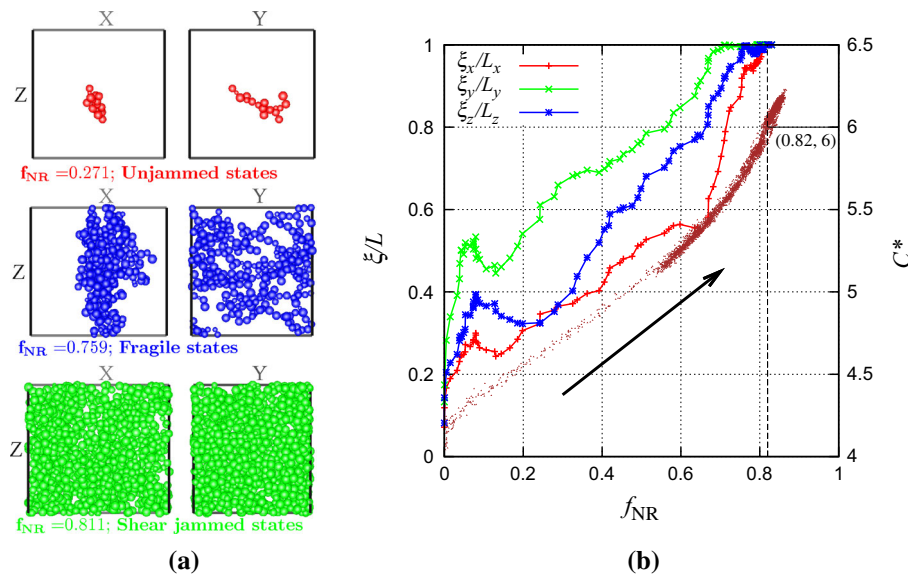 X Y
Z
f_NR =0.271; Unjammed states
X Y
Z
f_NR =0.759; Fragile states
X Y
Z
f_NR =0.811; Shear jammed states
(a)
ξ_x/L_x
ξ_y/L_y
ξ_z/L_z
1
0.8
0.6
0.4
0.2
0
ξ/L
6.5
6
5.5
5
4.5
4
C*
(0.82, 6)
0 0.2 0.4 0.6 0.8 1
f_NR
(b)